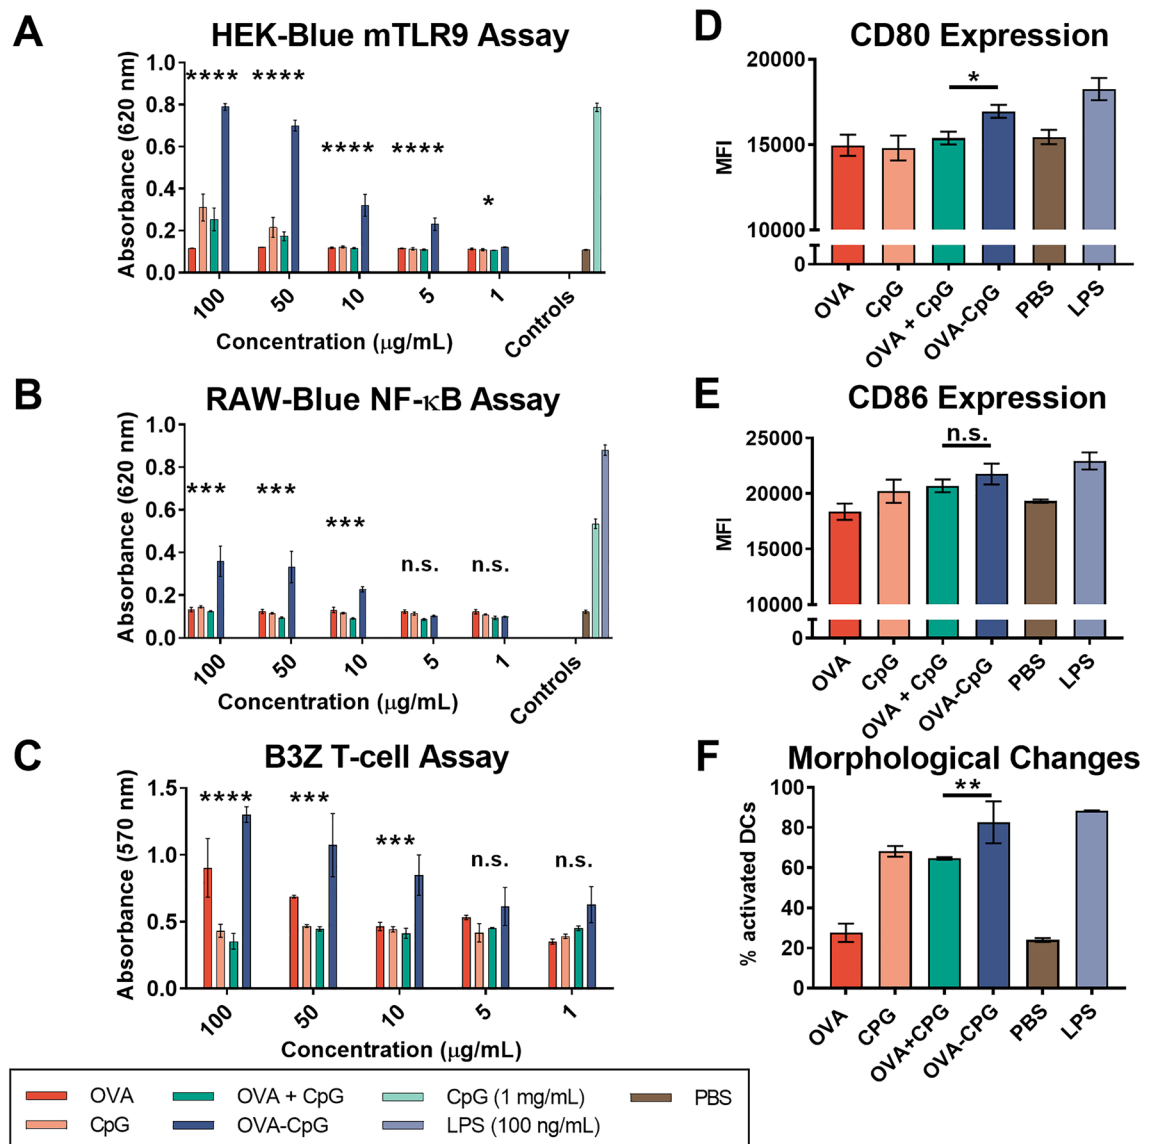 A
HEK-Blue mTLR9 Assay
Absorbance (620 nm)
1.0
0.8
0.6
0.4
0.2
0.0
**** **** **** **** *
100 50 10 5 1 Controls
Concentration (μg/mL)
B
RAW-Blue NF-κB Assay
Absorbance (620 nm)
1.0
0.8
0.6
0.4
0.2
0.0
*** *** *** n.s. n.s.
100 50 10 5 1 Controls
Concentration (μg/mL)
C
B3Z T-cell Assay
Absorbance (570 nm)
1.5
1.0
0.5
0.0
**** *** *** n.s. n.s.
100 50 10 5 1
Concentration (μg/mL)
D
CD80 Expression
MFI
20000
15000
10000
0
*
OVA CpG OVA + CpG OVA-CpG PBS LPS
E
CD86 Expression
MFI
25000
20000
15000
10000
0
n.s.
OVA CpG OVA + CpG OVA-CpG PBS LPS
F
Morphological Changes
% activated DCs
100
80
60
40
20
0
**
OVA CPG OVA+CPG OVA-CPG PBS LPS
OVA OVA + CpG CpG (1 mg/mL) PBS
CpG OVA-CpG LPS (100 ng/mL)